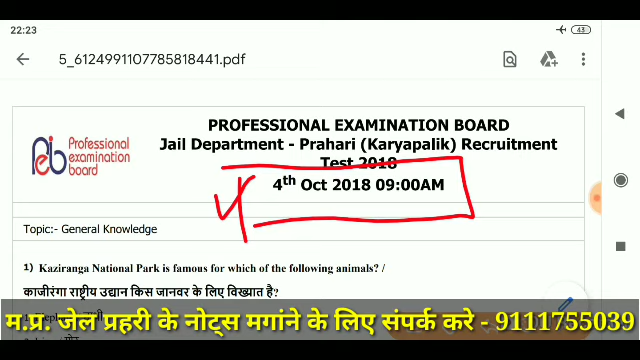 22:23
43
5_6124991107785818441.pdf
PROFESSIONAL EXAMINATION BOARD
Peb Professional examination board
Jail Department - Prahari (Karyapalik) Recruitment
Test 2018
4th Oct 2018 09:00AM
Topic:- General Knowledge
1) Kaziranga National Park is famous for which of the following animals? /
काजीरंगा राष्ट्रीय उद्यान किस जानवर के लिए विख्यात है?
म.प्र. जेल प्रहरी के नोट्स मगांने के लिए संपर्क करे - 9111755039